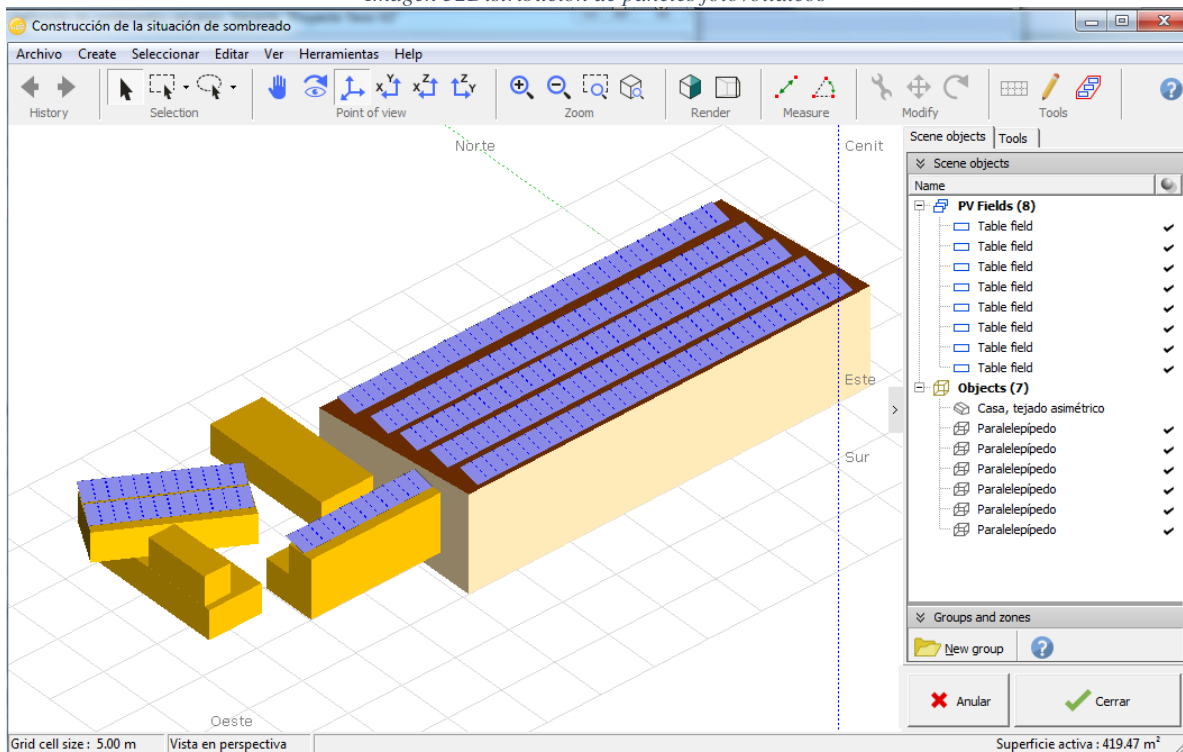 Construcción de la situación de sombreado
Archivo Create Seleccionar Editar Ver Herramientas Help
History Selection Point of view Zoom Render Measure Modify Tools
Scene objects Tools
Scene objects
Name
PV Fields (8)
Table field
Table field
Table field
Table field
Table field
Table field
Table field
Table field
Objects (7)
Casa, tejado asimétrico
Paralelepípedo
Paralelepípedo
Paralelepípedo
Paralelepípedo
Paralelepípedo
Paralelepípedo
Norte
Cenit
Este
Sur
Oeste
Groups and zones
New group
Anular Cerrar
Grid cell size : 5.00 m Vista en perspectiva Superficie activa : 419.47 m²